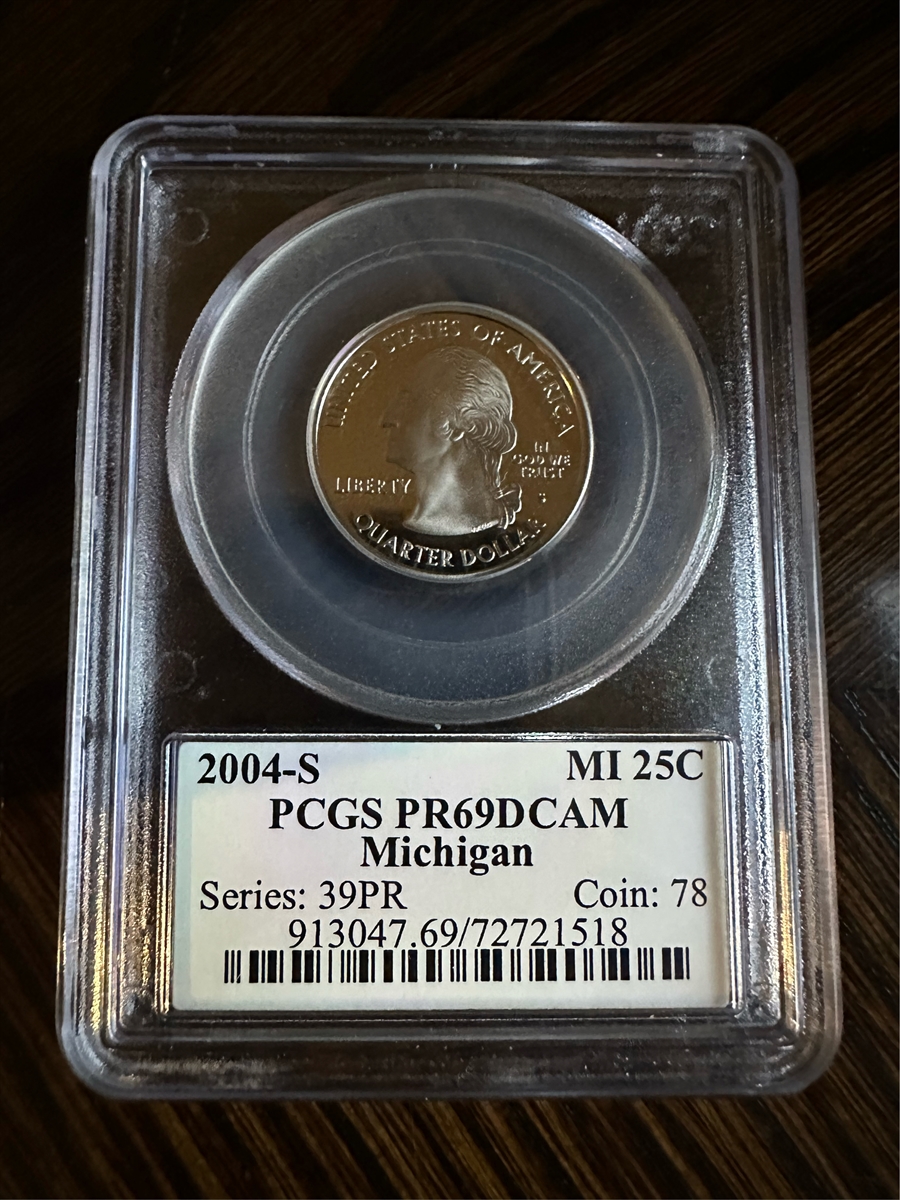 UNITED STATES OF AMERICA
LIBERTY
IN
GOD WE
TRUST
S
QUARTER DOLLAR
2004-S MI 25C
PCGS PR69DCAM
Michigan
Series: 39PR Coin: 78
913047.69/72721518